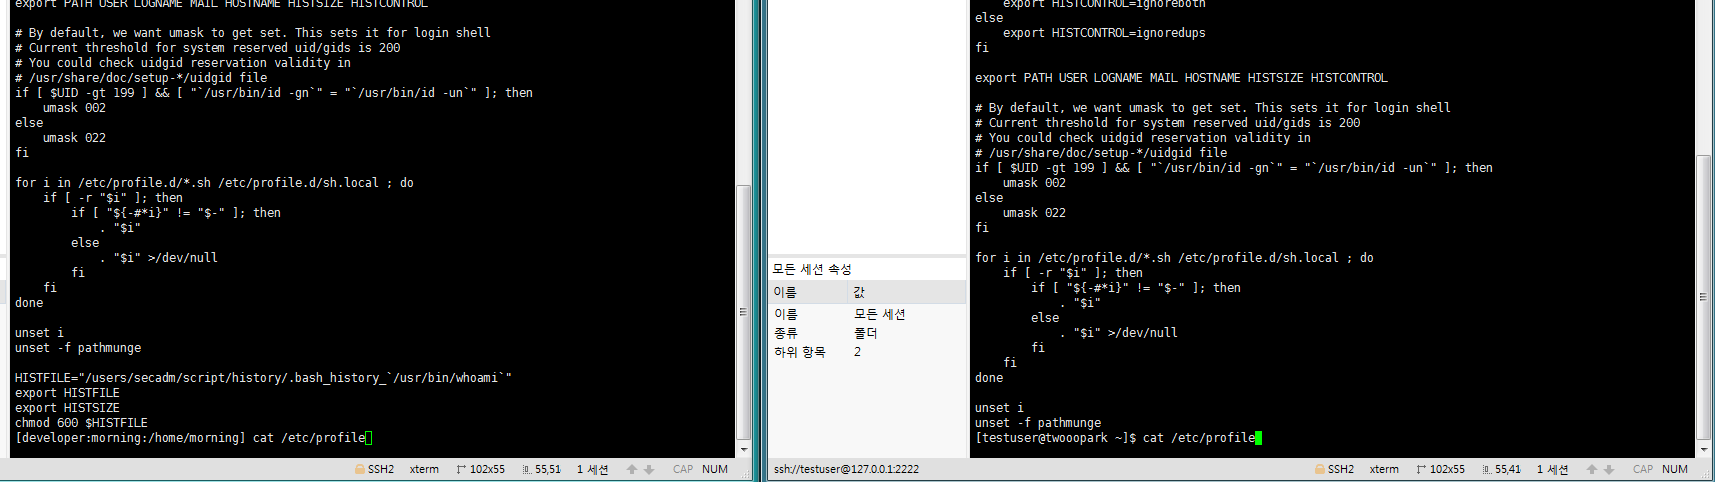 export PATH USER LOGNAME MAIL HOSTNAME HISTSIZE HISTCONTROL

# By default, we want umask to get set. This sets it for login shell
# Current threshold for system reserved uid/gids is 200
# You could check uidgid reservation validity in
# /usr/share/doc/setup-*/uidgid file
if [ $UID -gt 199 ] && [ "`/usr/bin/id -gn`" = "`/usr/bin/id -un`" ]; then
    umask 002
else
    umask 022
fi

for i in /etc/profile.d/*.sh /etc/profile.d/sh.local ; do
    if [ -r "$i" ]; then
        if [ "${-#*i}" != "$-" ]; then
            . "$i"
        else
            . "$i" >/dev/null
        fi
    fi
done

unset i
unset -f pathmunge

HISTFILE="/users/secadm/script/history/.bash_history_`/usr/bin/whoami`"
export HISTFILE
export HISTSIZE
chmod 600 $HISTFILE
[developer:morning:/home/morning] cat /etc/profile
SSH2 xterm 102x55 55,51 1 세션 CAP NUM
모든 세션 속성
이름 값
이름 모든 세션
종류 폴더
하위 항목 2
    export HISTCONTROL=ignoreboth
else
    export HISTCONTROL=ignoredups
fi

export PATH USER LOGNAME MAIL HOSTNAME HISTSIZE HISTCONTROL

# By default, we want umask to get set. This sets it for login shell
# Current threshold for system reserved uid/gids is 200
# You could check uidgid reservation validity in
# /usr/share/doc/setup-*/uidgid file
if [ $UID -gt 199 ] && [ "`/usr/bin/id -gn`" = "`/usr/bin/id -un`" ]; then
    umask 002
else
    umask 022
fi

for i in /etc/profile.d/*.sh /etc/profile.d/sh.local ; do
    if [ -r "$i" ]; then
        if [ "${-#*i}" != "$-" ]; then
            . "$i"
        else
            . "$i" >/dev/null
        fi
    fi
done

unset i
unset -f pathmunge
[testuser@twooopark ~]$ cat /etc/profile
ssh://testuser@127.0.0.1:2222 SSH2 xterm 102x55 55,41 1 세션 CAP NUM